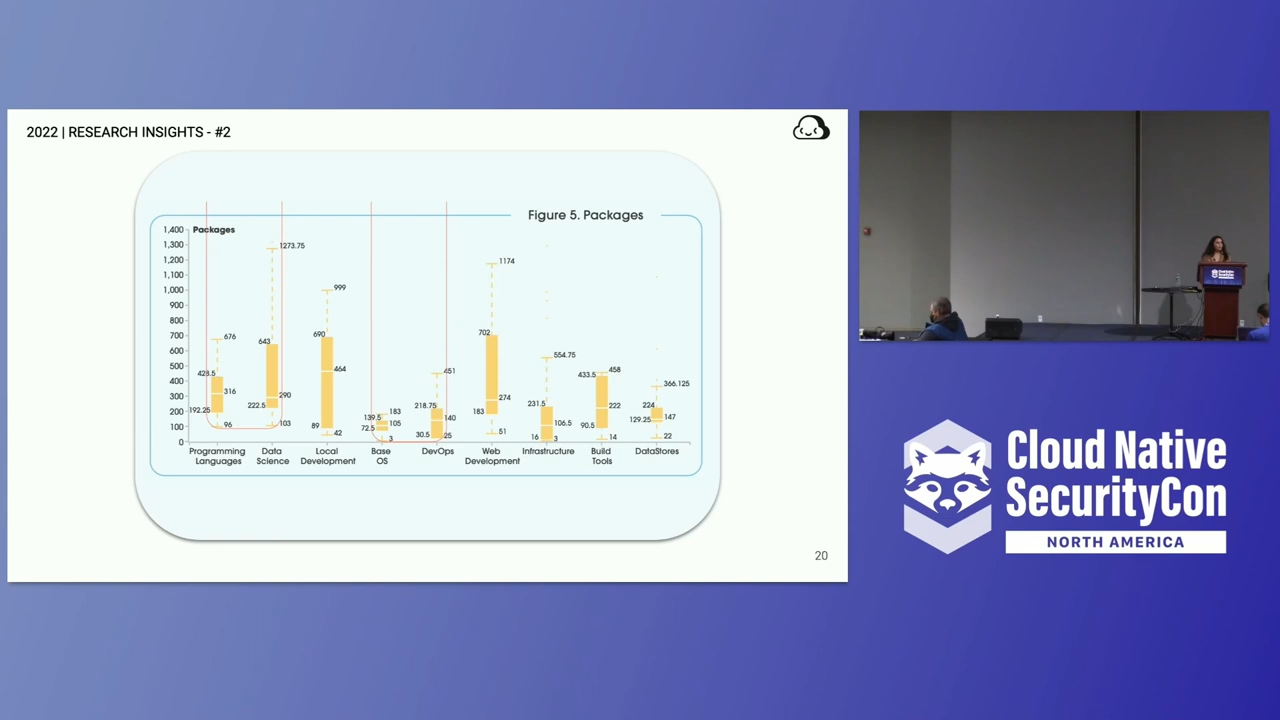 2022 | RESEARCH INSIGHTS - #2
Figure 5. Packages
Packages
1,400
1,300
1,200
1,100
1,000
900
800
700
600
500
400
300
200
100
0
676
428.5
316
192.25
96
1273.75
643
290
222.5
103
999
690
464
89
42
183
139.5
105
72.5
3
451
218.75
140
30.5
25
1174
702
274
183
51
554.75
231.5
106.5
16
3
458
433.5
222
90.5
14
366.125
224
147
129.25
22
Programming
Languages
Data
Science
Local
Development
Base
OS
DevOps
Web
Development
Infrastructure
Build
Tools
DataStores
20
Cloud Native
SecurityCon
NORTH AMERICA